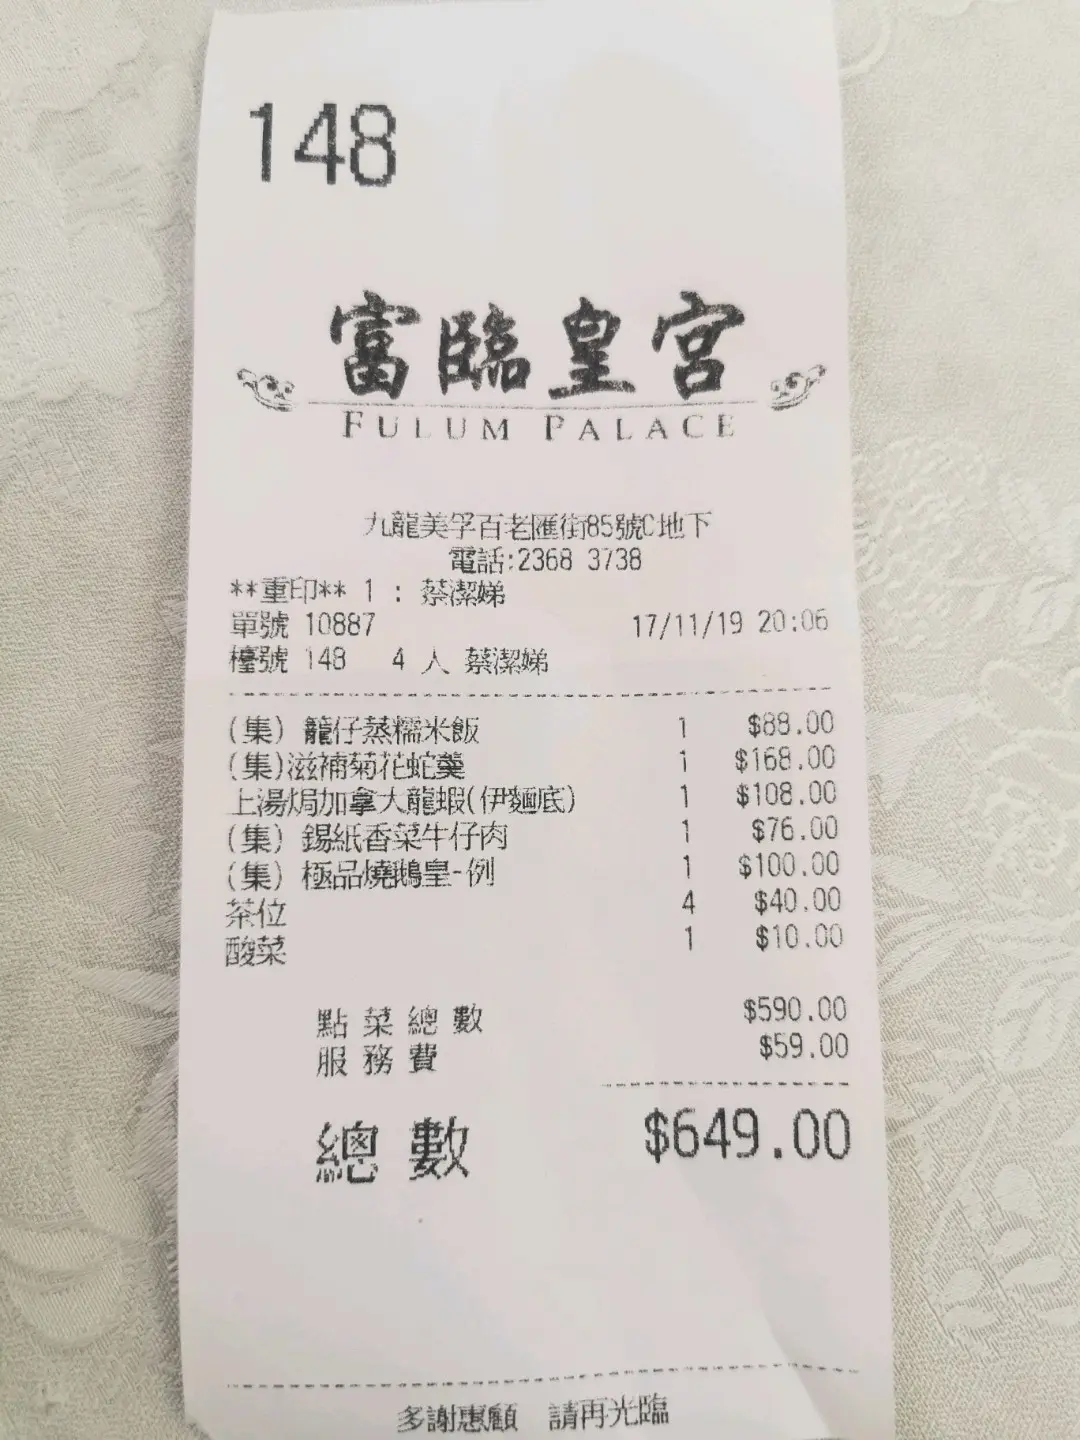 148
富臨皇宮
FULUM PALACE
九龍美孚百老匯街85號C地下
電話:2368 3738
**重印** 1 : 蔡潔娣
單號 10887 17/11/19 20:06
檯號 148 4 人 蔡潔娣
(集) 籠仔蒸糯米飯 1 $88.00
(集)滋補菊花蛇羹 1 $168.00
上湯焗加拿大龍蝦(伊麵底) 1 $108.00
(集) 錫紙香菜牛仔肉 1 $76.00
(集) 極品燒鵝皇-例 1 $100.00
茶位 4 $40.00
酸菜 1 $10.00
點菜總數 $590.00
服務費 $59.00
總數 $649.00
多謝惠顧 請再光臨